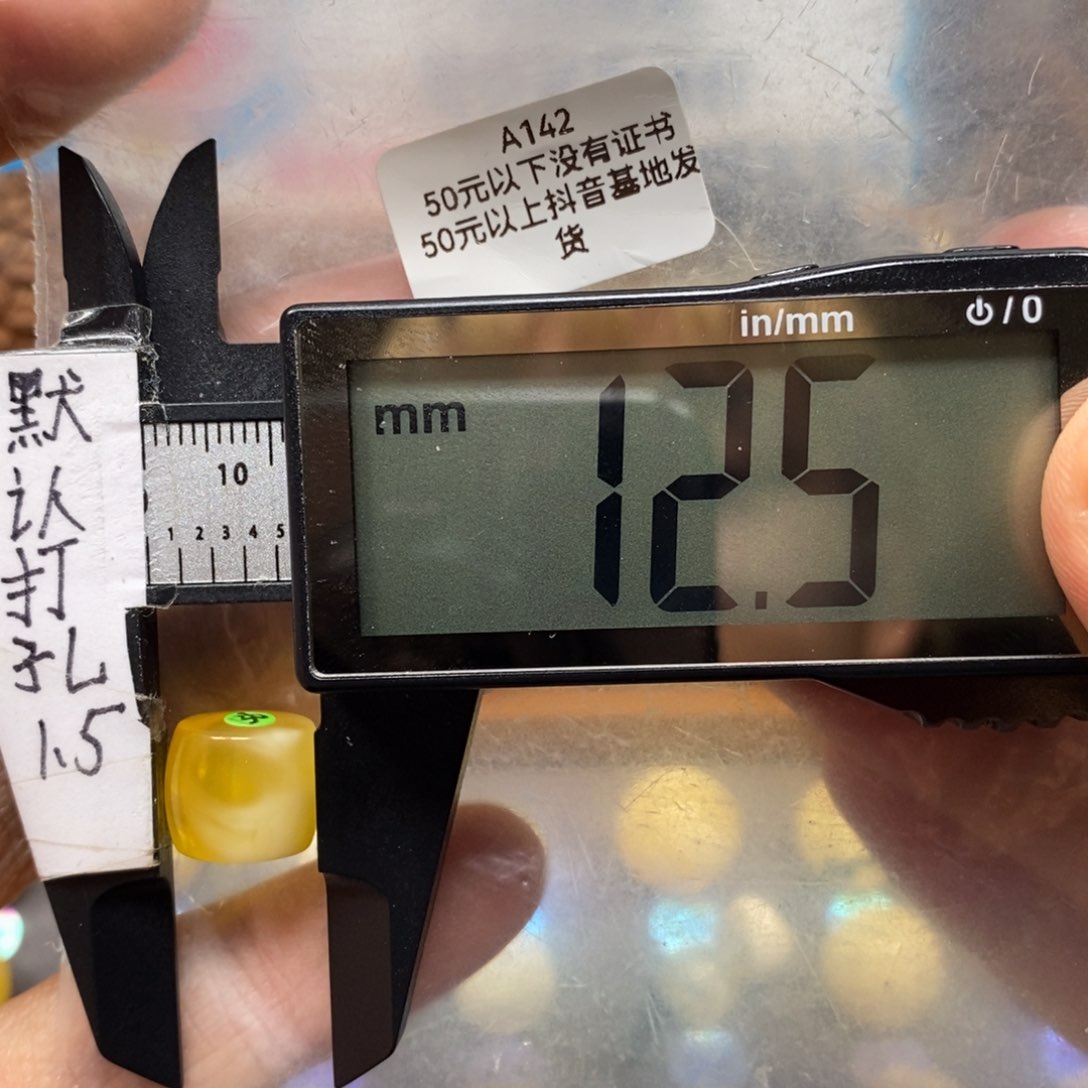 A142
50元以下没有证书
50元以上抖音基地发
货
in/mm
/ 0
mm
12.5
10
1 2 3 4 5
默
认
打
孔
1.5